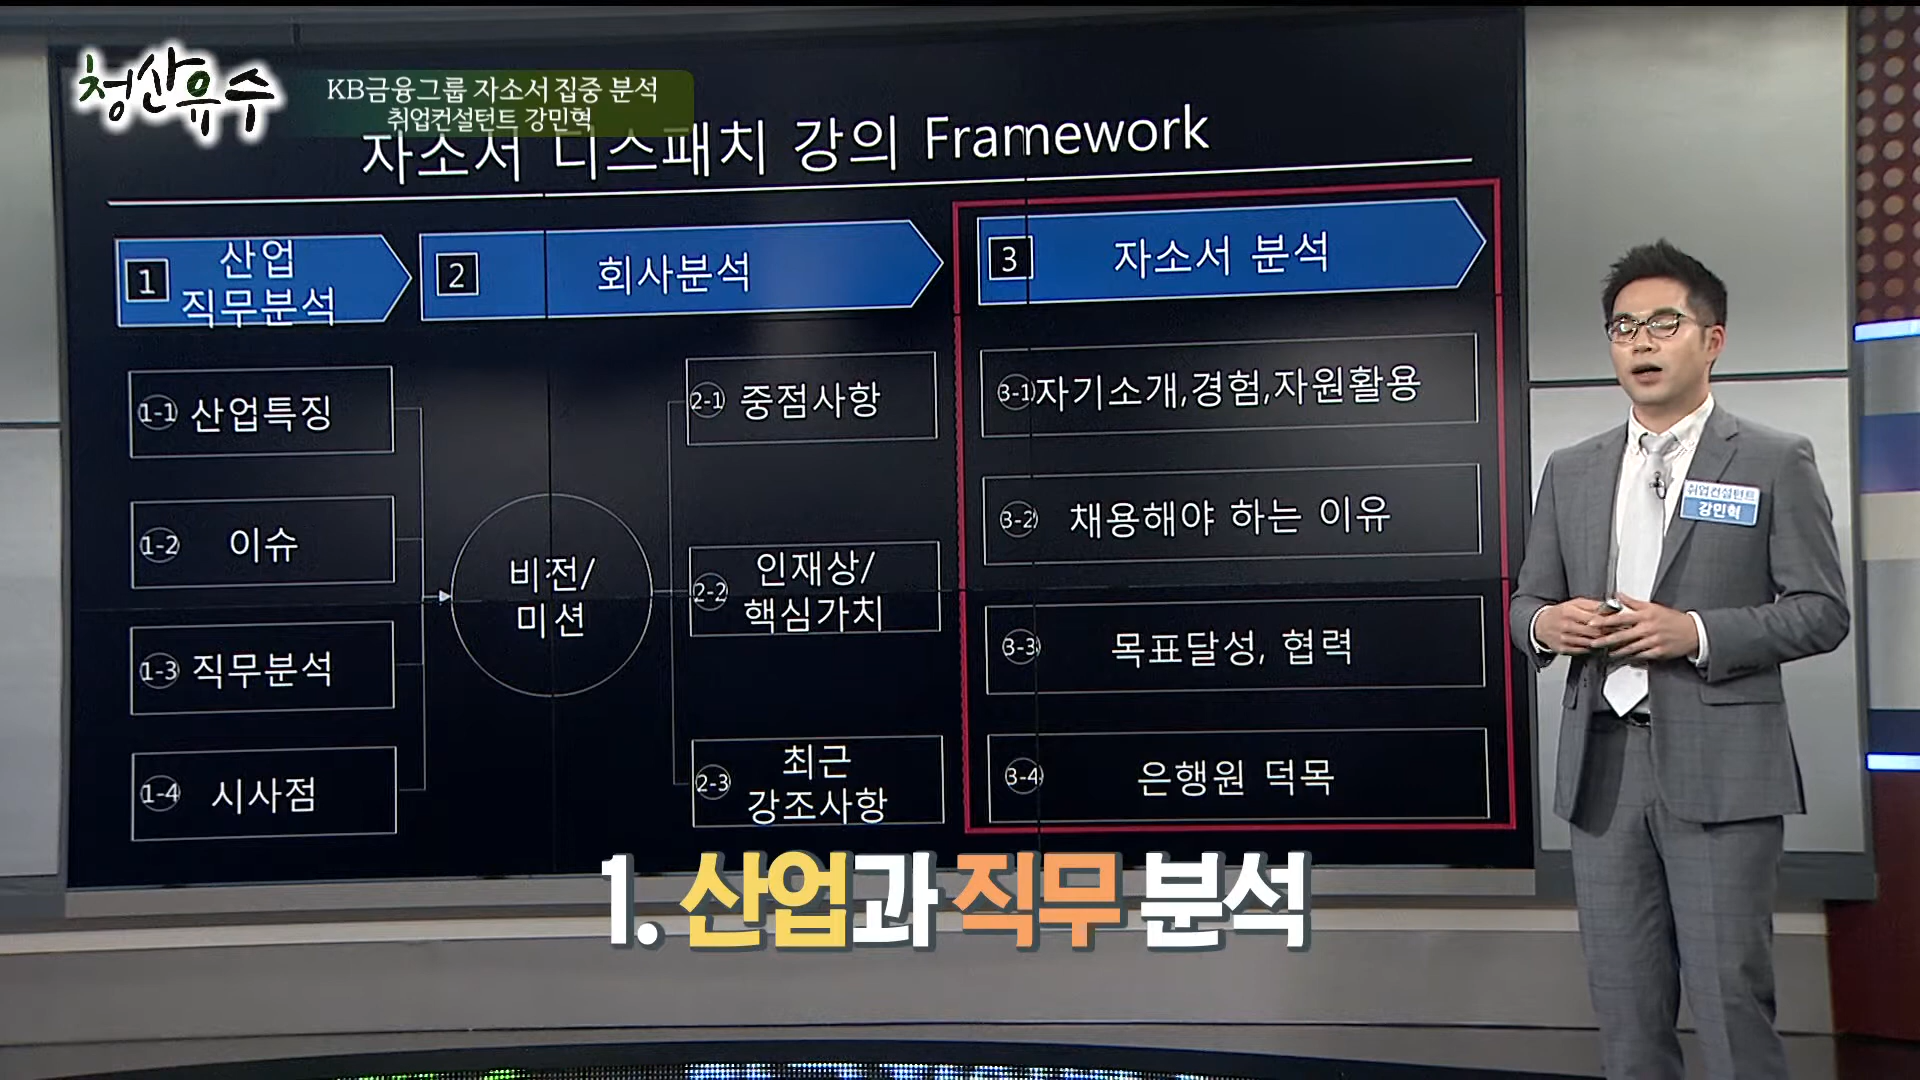 청산유수
KB금융그룹 자소서 집중 분석
취업컨설턴트 강민혁
자소서 디스패치 강의 Framework
1 산업
직무분석
2 회사분석
3 자소서 분석
1-1 산업특징
1-2 이슈
1-3 직무분석
1-4 시사점
비전/
미션
2-1 중점사항
2-2 인재상/
핵심가치
2-3 최근
강조사항
3-1 자기소개,경험,자원활용
3-2 채용해야 하는 이유
3-3 목표달성, 협력
3-4 은행원 덕목
취업컨설턴트
강민혁
1. 산업과 직무 분석